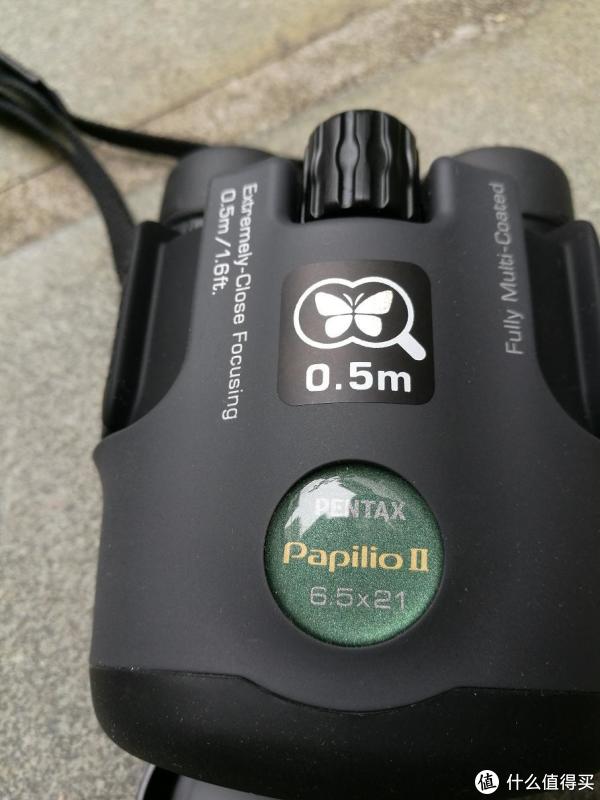 Extremely-Close Focusing
0.5m/1.6ft.
Fully Multi-Coated
0.5m
PENTAX
Papilio II
6.5x21
值 什么值得买